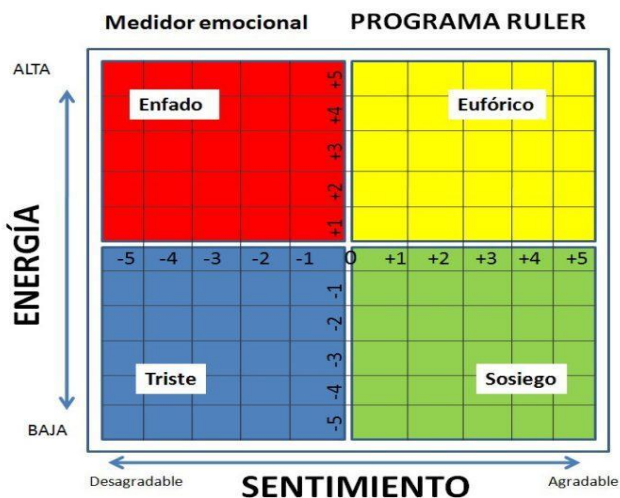 Medidor emocional
PROGRAMA RULER
ALTA
+5
Enfado
Eufórico
+4
+3
+2
+1
ENERGÍA
-5 -4 -3 -2 -1 0 +1 +2 +3 +4 +5
-1
-2
-3
Triste
Sosiego
-4
-5
BAJA
Desagradable
SENTIMIENTO
Agradable